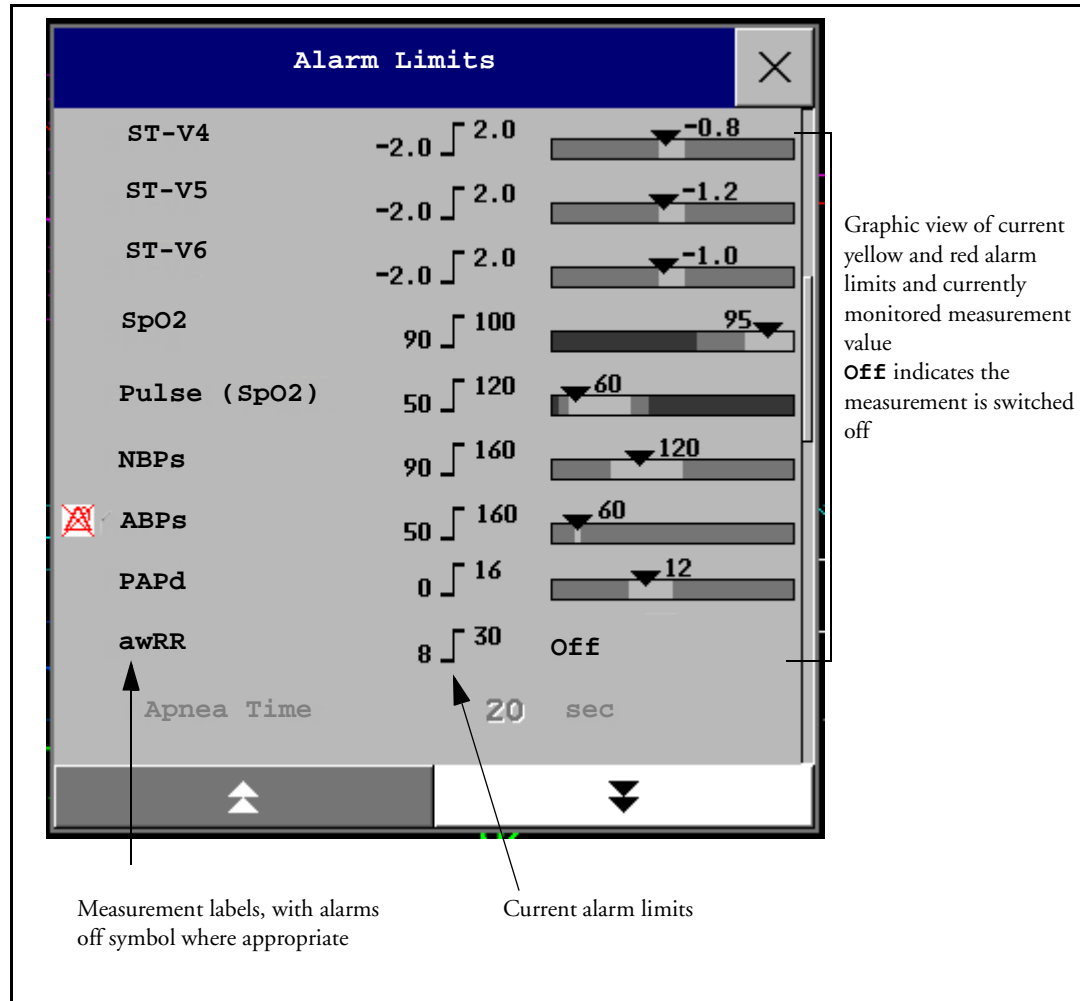 Alarm Limits
ST-V4 -2.0 2.0 -0.8
ST-V5 -2.0 2.0 -1.2
ST-V6 -2.0 2.0 -1.0
SpO2 90 100 95
Pulse (SpO2) 50 120 60
NBPs 90 160 120
ABPs 50 160 60
PAPd 0 16 12
awRR 8 30 Off
Apnea Time 20 sec
Graphic view of current
yellow and red alarm
limits and currently
monitored measurement
value
Off indicates the
measurement is switched
off
Measurement labels, with alarms
off symbol where appropriate
Current alarm limits